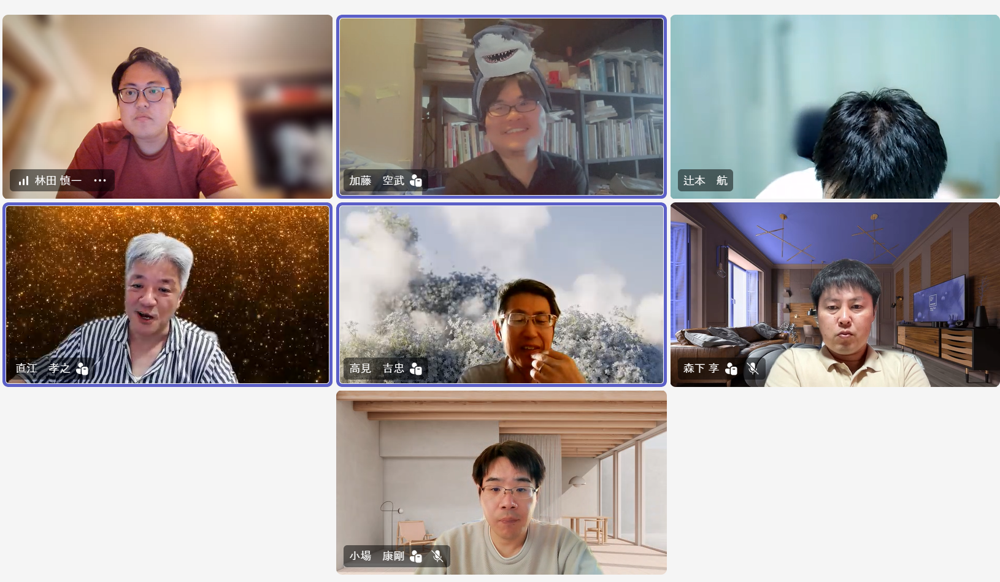 林田 慎一
加藤　空武
辻本　航
直江　孝之
高見　吉忠
森下 享
小場　康剛